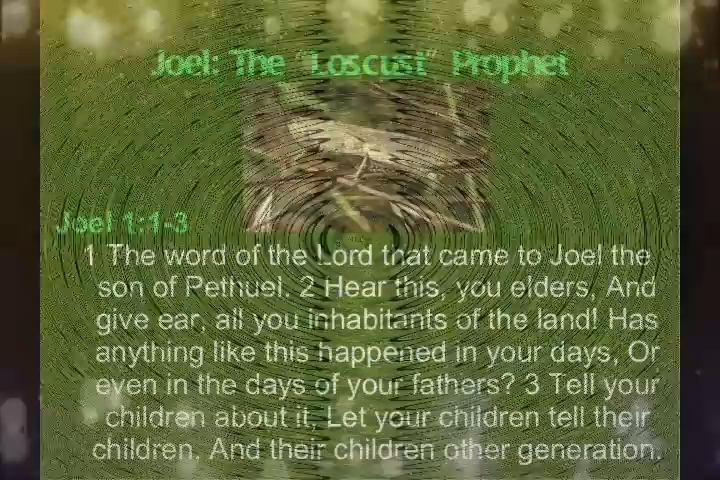 Joel: The "Loscust" Prophet
Joel 1:1-3
1 The word of the Lord that came to Joel the
son of Pethuel. 2 Hear this, you elders, And
give ear, all you inhabitants of the land! Has
anything like this happened in your days, Or
even in the days of your fathers? 3 Tell your
children about it, Let your children tell their
children, And their children other generation.